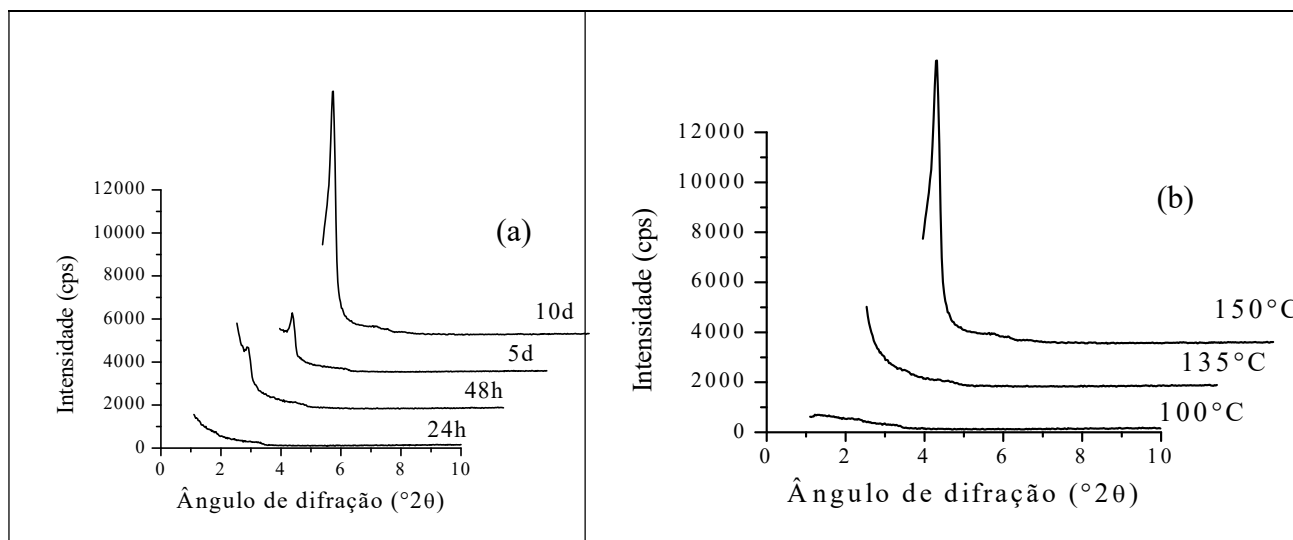 (a)
12000
10000
8000
6000
4000
2000
0
Intensidade (cps)
10d
5d
48h
24h
0 2 4 6 8 10
Ângulo de difração (°2θ)
(b)
12000
10000
8000
6000
4000
2000
0
Intensidade (cps)
150°C
135°C
100°C
0 2 4 6 8 10
Ângulo de difração (°2θ)